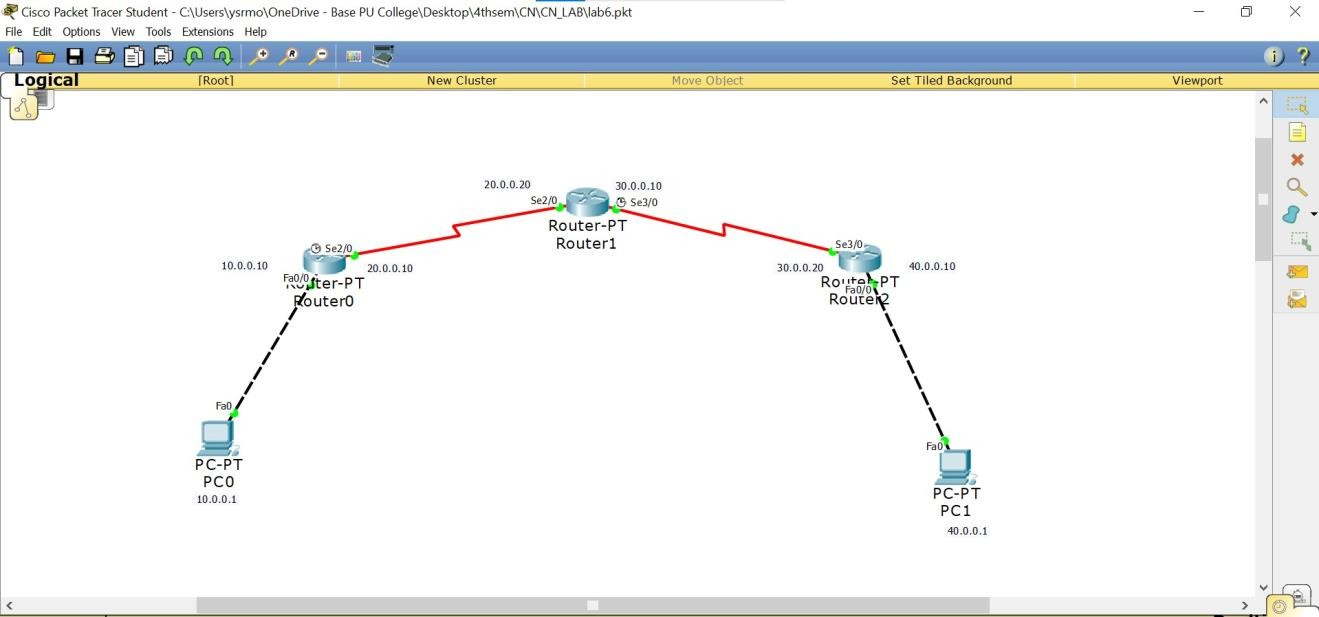 Cisco Packet Tracer Student - C:\Users\ysrmo\OneDrive - Base PU College\Desktop\4thsem\CN\CN_LAB\lab6.pkt
File Edit Options View Tools Extensions Help
Logical [Root] New Cluster Move Object Set Tiled Background Viewport
20.0.0.20 30.0.0.10
Se2/0 Se3/0
Router-PT
Router1
Se2/0 Se3/0
10.0.0.10 20.0.0.10 30.0.0.20 40.0.0.10
Fa0/0 Router-PT Router-PT
Fa0/0
Router0 Router2
Fa0
PC-PT
PC0
10.0.0.1
Fa0
PC-PT
PC1
40.0.0.1